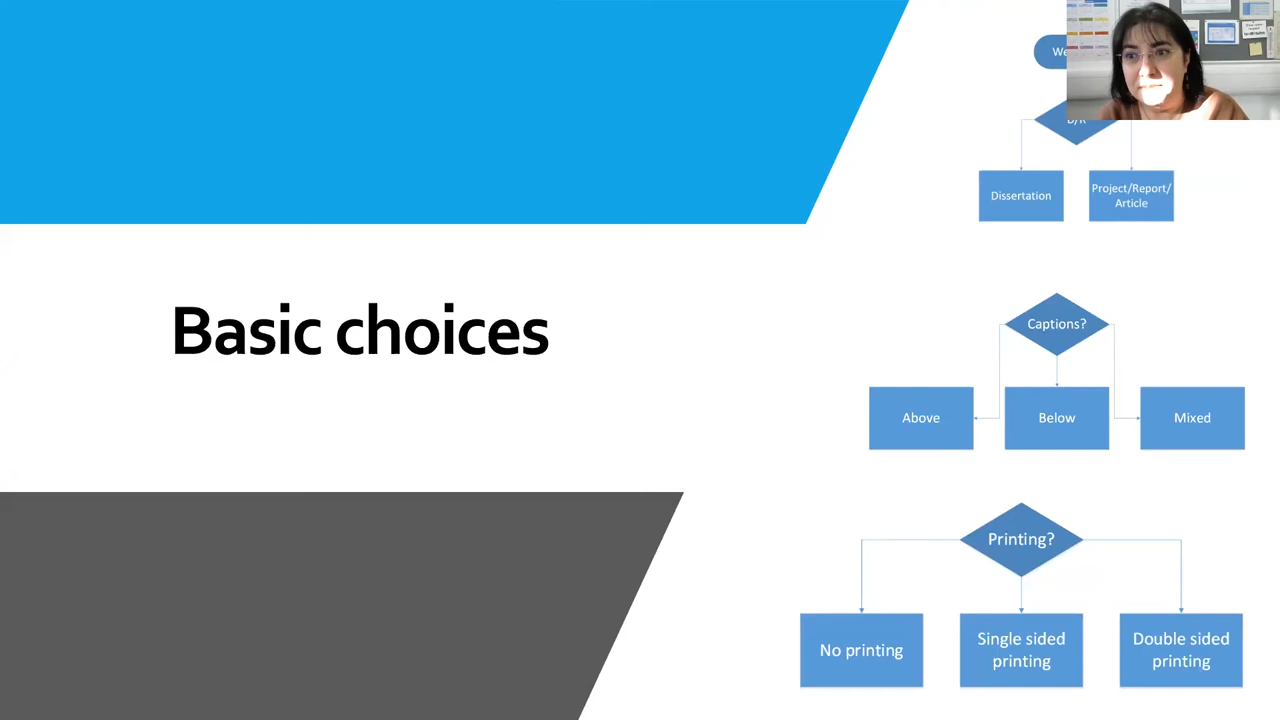 We
D/R
Dissertation
Project/Report/
Article
Basic choices
Captions?
Above
Below
Mixed
Printing?
No printing
Single sided
printing
Double sided
printing